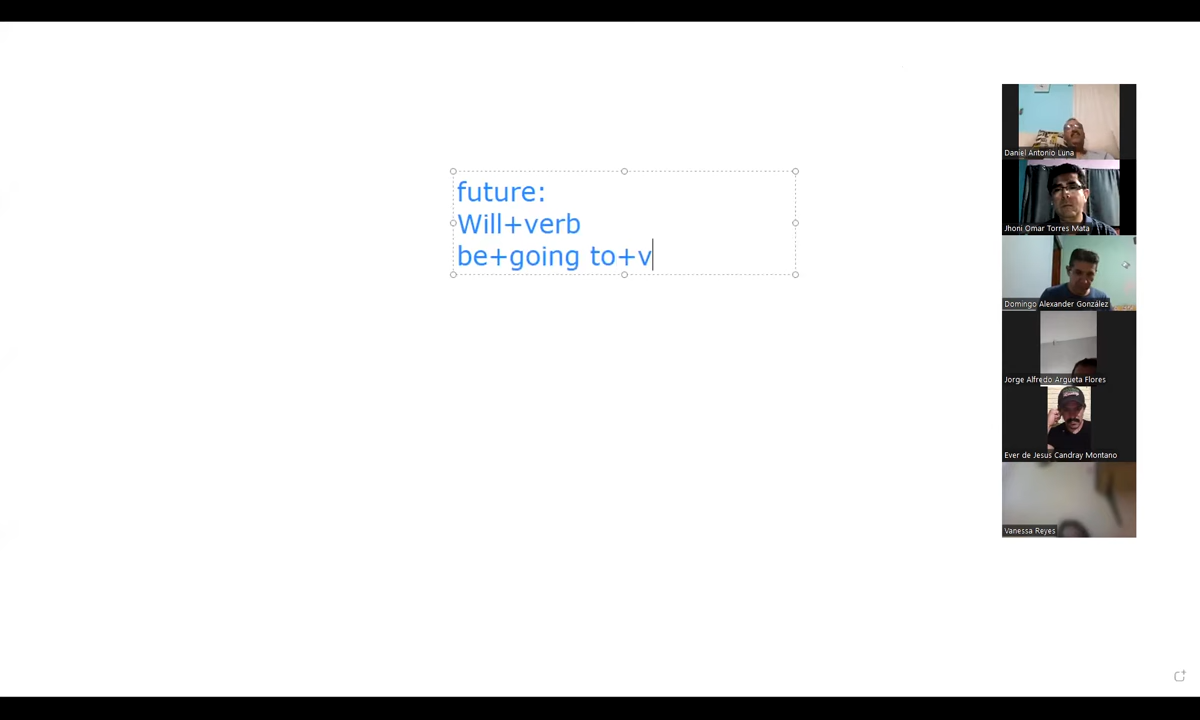 future:
Will+verb
be+going to+v
Daniel Antonio Luna
Jhoni Omar Torres Mata
Domingo Alexander González
Jorge Alfredo Argueta Flores
Ever de Jesus Candray Montano
Vanessa Reyes